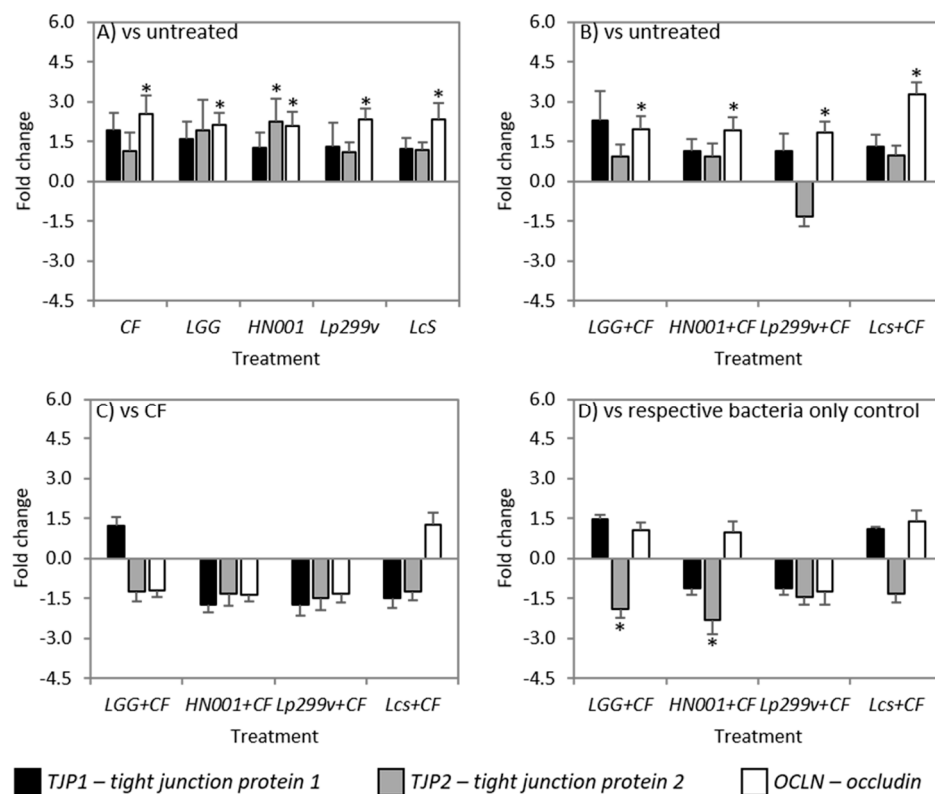 A) vs untreated
6.0
4.5
3.0
1.5
0.0
-1.5
-3.0
-4.5
Fold change
* * * * * *
CF LGG HN001 Lp299v LcS
Treatment
B) vs untreated
6.0
4.5
3.0
1.5
0.0
-1.5
-3.0
-4.5
Fold change
* * * *
LGG+CF HN001+CF Lp299v+CF Lcs+CF
Treatment
C) vs CF
6.0
4.5
3.0
1.5
0.0
-1.5
-3.0
-4.5
Fold change
LGG+CF HN001+CF Lp299v+CF Lcs+CF
Treatment
D) vs respective bacteria only control
6.0
4.5
3.0
1.5
0.0
-1.5
-3.0
-4.5
Fold change
* *
LGG+CF HN001+CF Lp299v+CF Lcs+CF
Treatment
TJP1 – tight junction protein 1
TJP2 – tight junction protein 2
OCLN – occludin